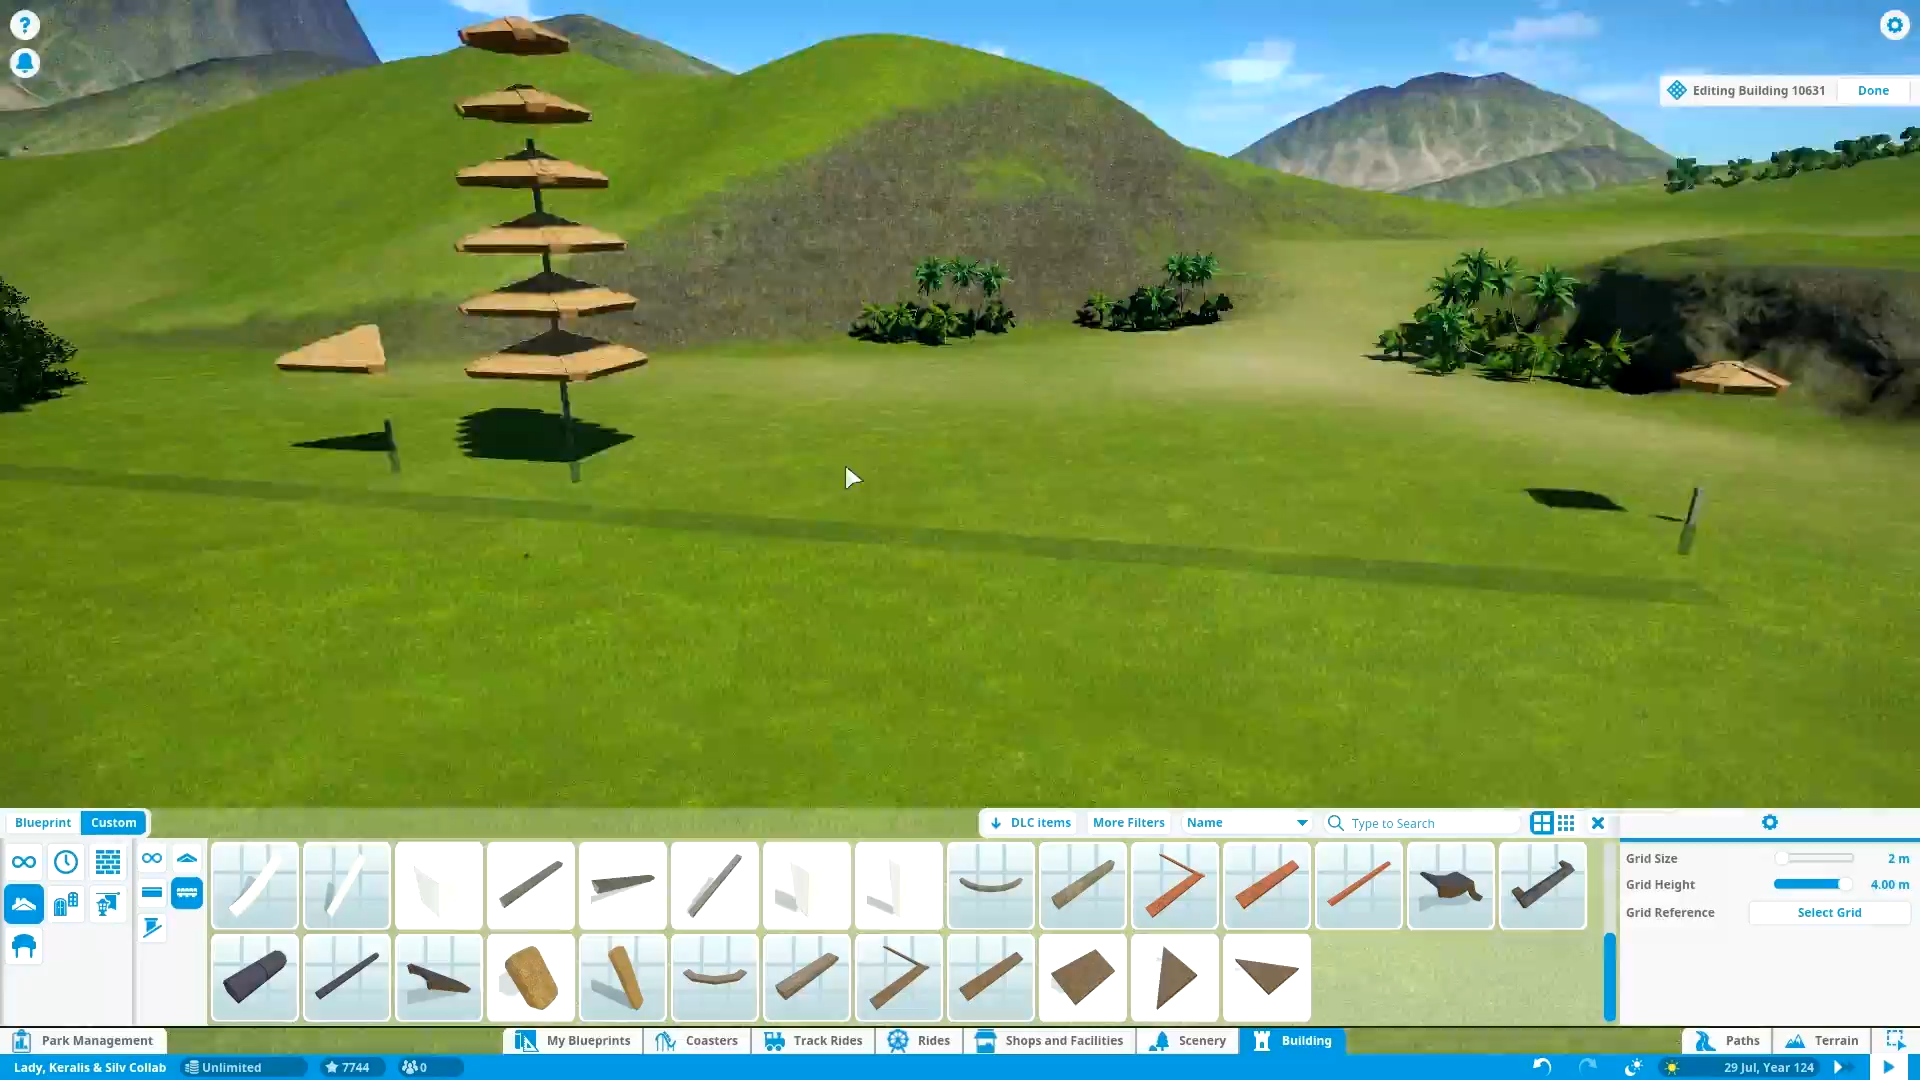 ?
Editing Building 10631 Done
Blueprint Custom
DLC items More Filters Name Type to Search
Grid Size 2 m
Grid Height 4.00 m
Grid Reference Select Grid
Park Management My Blueprints Coasters Track Rides Rides Shops and Facilities Scenery Building Paths Terrain
Lady, Keralis & Silv Collab Unlimited 7744 0 29 Jul, Year 124